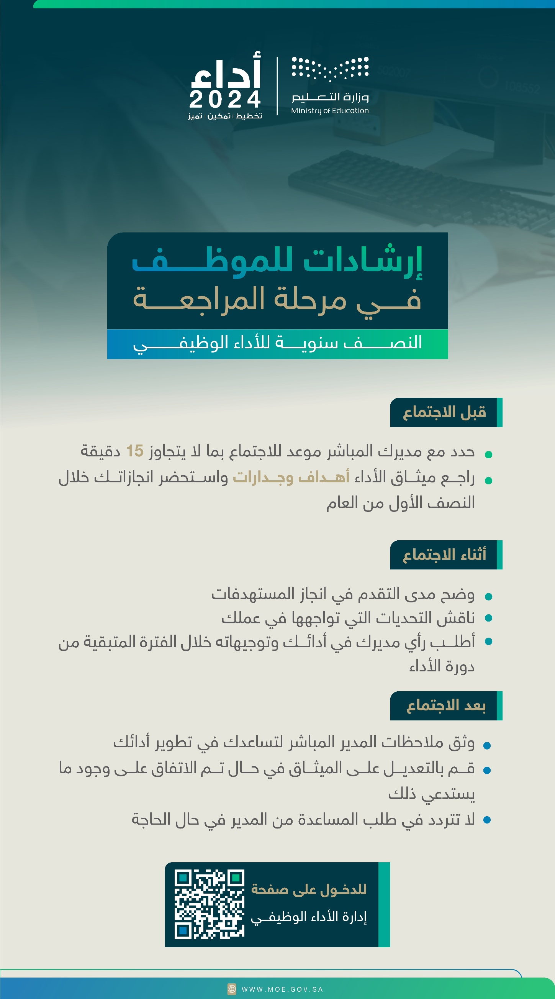 وزارة التعليم
Ministry of Education
أداء
2024
تخطيط | تمكين | تميز
إرشادات للموظف
في مرحلة المراجعة
النصف سنوية للأداء الوظيفي
قبل الاجتماع
حدد مع مديرك المباشر موعد للاجتماع بما لا يتجاوز 15 دقيقة
راجع ميثاق الأداء أهداف وجدارات واستحضر انجازاتك خلال
النصف الأول من العام
أثناء الاجتماع
وضح مدى التقدم في انجاز المستهدفات
ناقش التحديات التي تواجهها في عملك
أطلب رأي مديرك في أدائك وتوجيهاته خلال الفترة المتبقية من
دورة الأداء
بعد الاجتماع
وثق ملاحظات المدير المباشر لتساعدك في تطوير أدائك
قم بالتعديل على الميثاق في حال تم الاتفاق على وجود ما
يستدعي ذلك
لا تتردد في طلب المساعدة من المدير في حال الحاجة
للدخول على صفحة
إدارة الأداء الوظيفي
WWW.MOE.GOV.SA